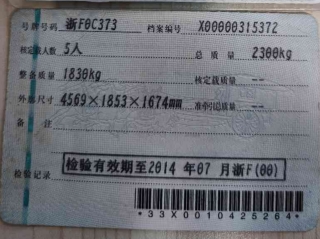 号牌号码 浙F0C373 档案编号 X00000315372
核定载人数 5人 总质量 2300kg
整备质量 1830kg 核定载质量 --
外廓尺寸 4569×1853×1674mm 准牵引总质量 --
备注
检验记录 检验有效期至2014 年07 月浙F(00)
*33X0010425264*